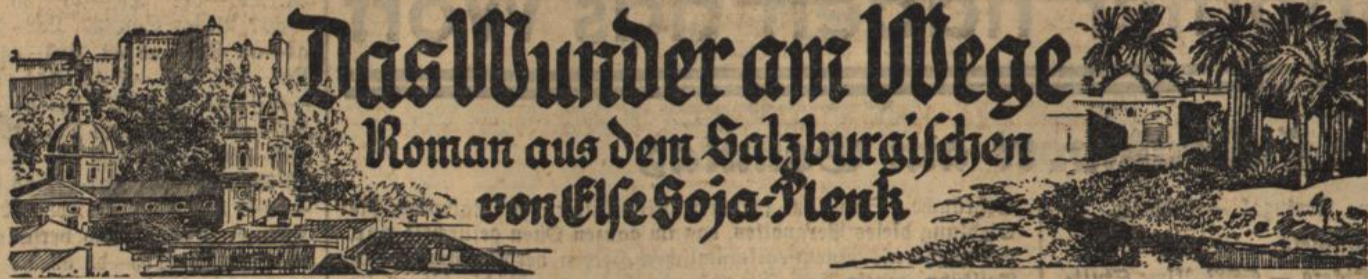 Das Wunder am Wege
Roman aus dem Salzburgischen
von Else Soja-Plenk